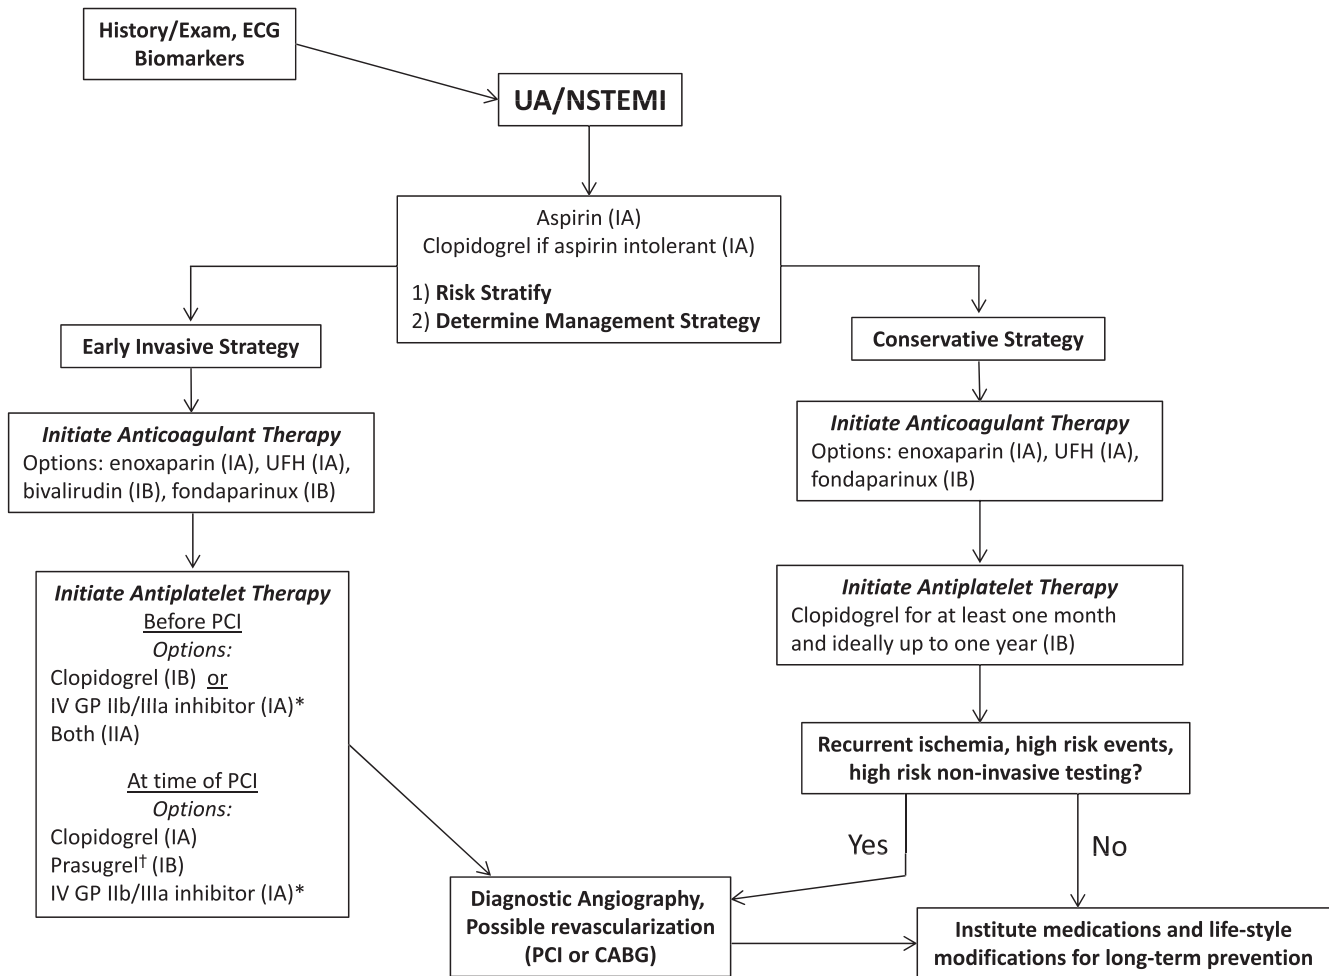 History/Exam, ECG
Biomarkers
UA/NSTEMI
Aspirin (IA)
Clopidogrel if aspirin intolerant (IA)
1) Risk Stratify
2) Determine Management Strategy
Early Invasive Strategy
Initiate Anticoagulant Therapy
Options: enoxaparin (IA), UFH (IA),
bivalirudin (IB), fondaparinux (IB)
Initiate Antiplatelet Therapy
Before PCI
Options:
Clopidogrel (IB) or
IV GP IIb/IIIa inhibitor (IA)*
Both (IIA)
At time of PCI
Options:
Clopidogrel (IA)
Prasugrel† (IB)
IV GP IIb/IIIa inhibitor (IA)*
Conservative Strategy
Initiate Anticoagulant Therapy
Options: enoxaparin (IA), UFH (IA),
fondaparinux (IB)
Initiate Antiplatelet Therapy
Clopidogrel for at least one month
and ideally up to one year (IB)
Recurrent ischemia, high risk events,
high risk non-invasive testing?
Yes
No
Diagnostic Angiography,
Possible revascularization
(PCI or CABG)
Institute medications and life-style
modifications for long-term prevention